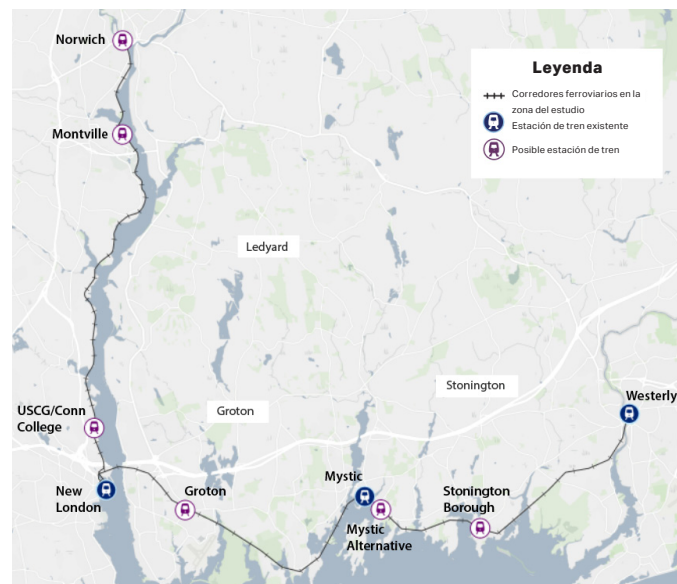 Norwich
Leyenda
Corredores ferroviarios en la
zona del estudio
Estación de tren existente
Posible estación de tren
Montville
Ledyard
Stonington
Westerly
Groton
USCG/Conn
College
New
London
Groton
Mystic
Mystic
Alternative
Stonington
Borough